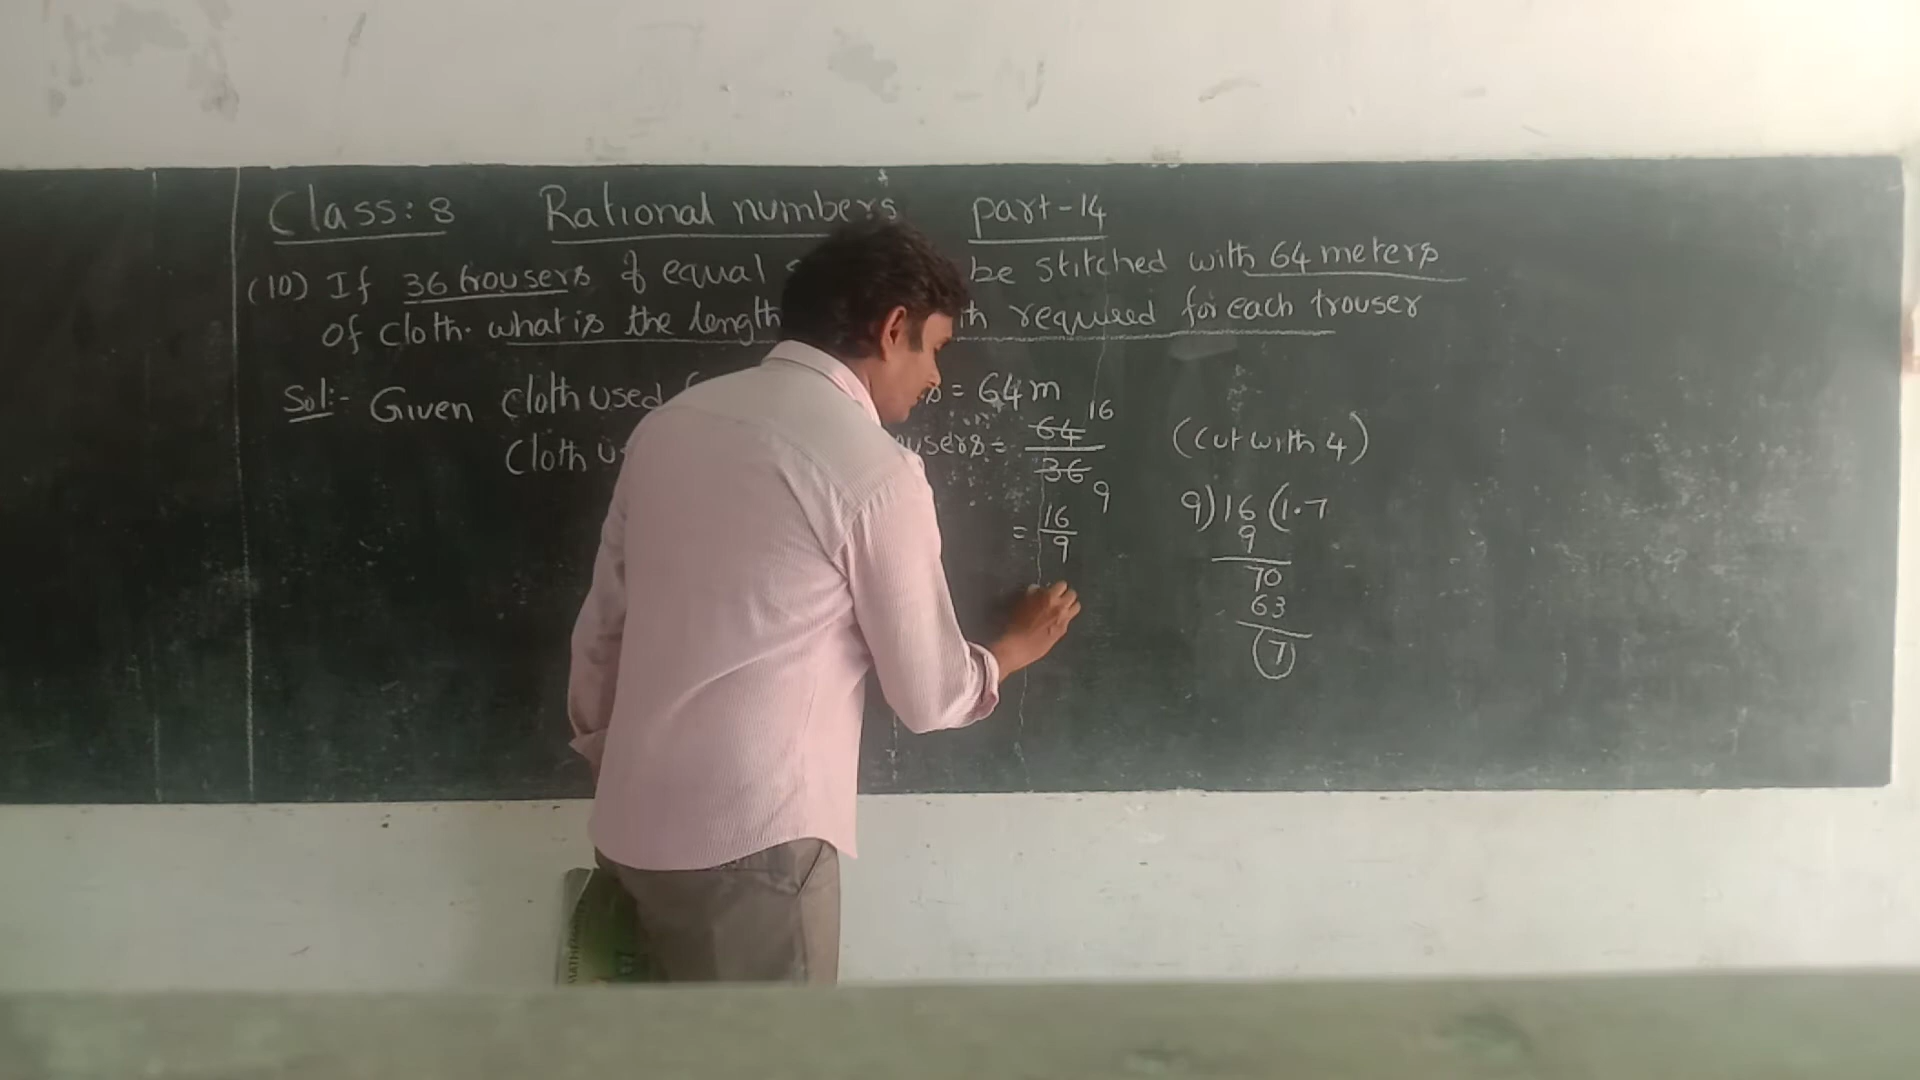 Class: 8 Rational numbers part-14
(10) If 36 trousers of equal be stitched with 64 meters
of cloth. what is the length required for each trouser
Sol:- Given cloth used = 64 m
Cloth = 64/36 16 9 (cut with 4)
= 16/9
9)16(1.7
9
70
63
7